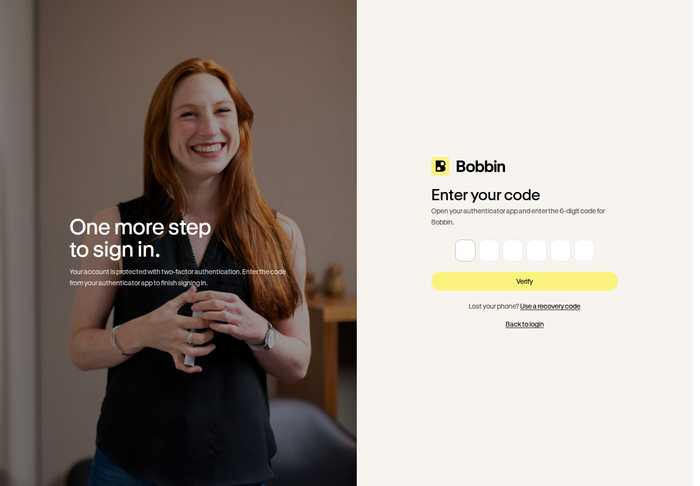 One more step
to sign in.
Your account is protected with two-factor authentication. Enter the code
from your authenticator app to finish signing in.
Bobbin
Enter your code
Open your authenticator app and enter the 6-digit code for
Bobbin.
Verify
Lost your phone? Use a recovery code
Back to login